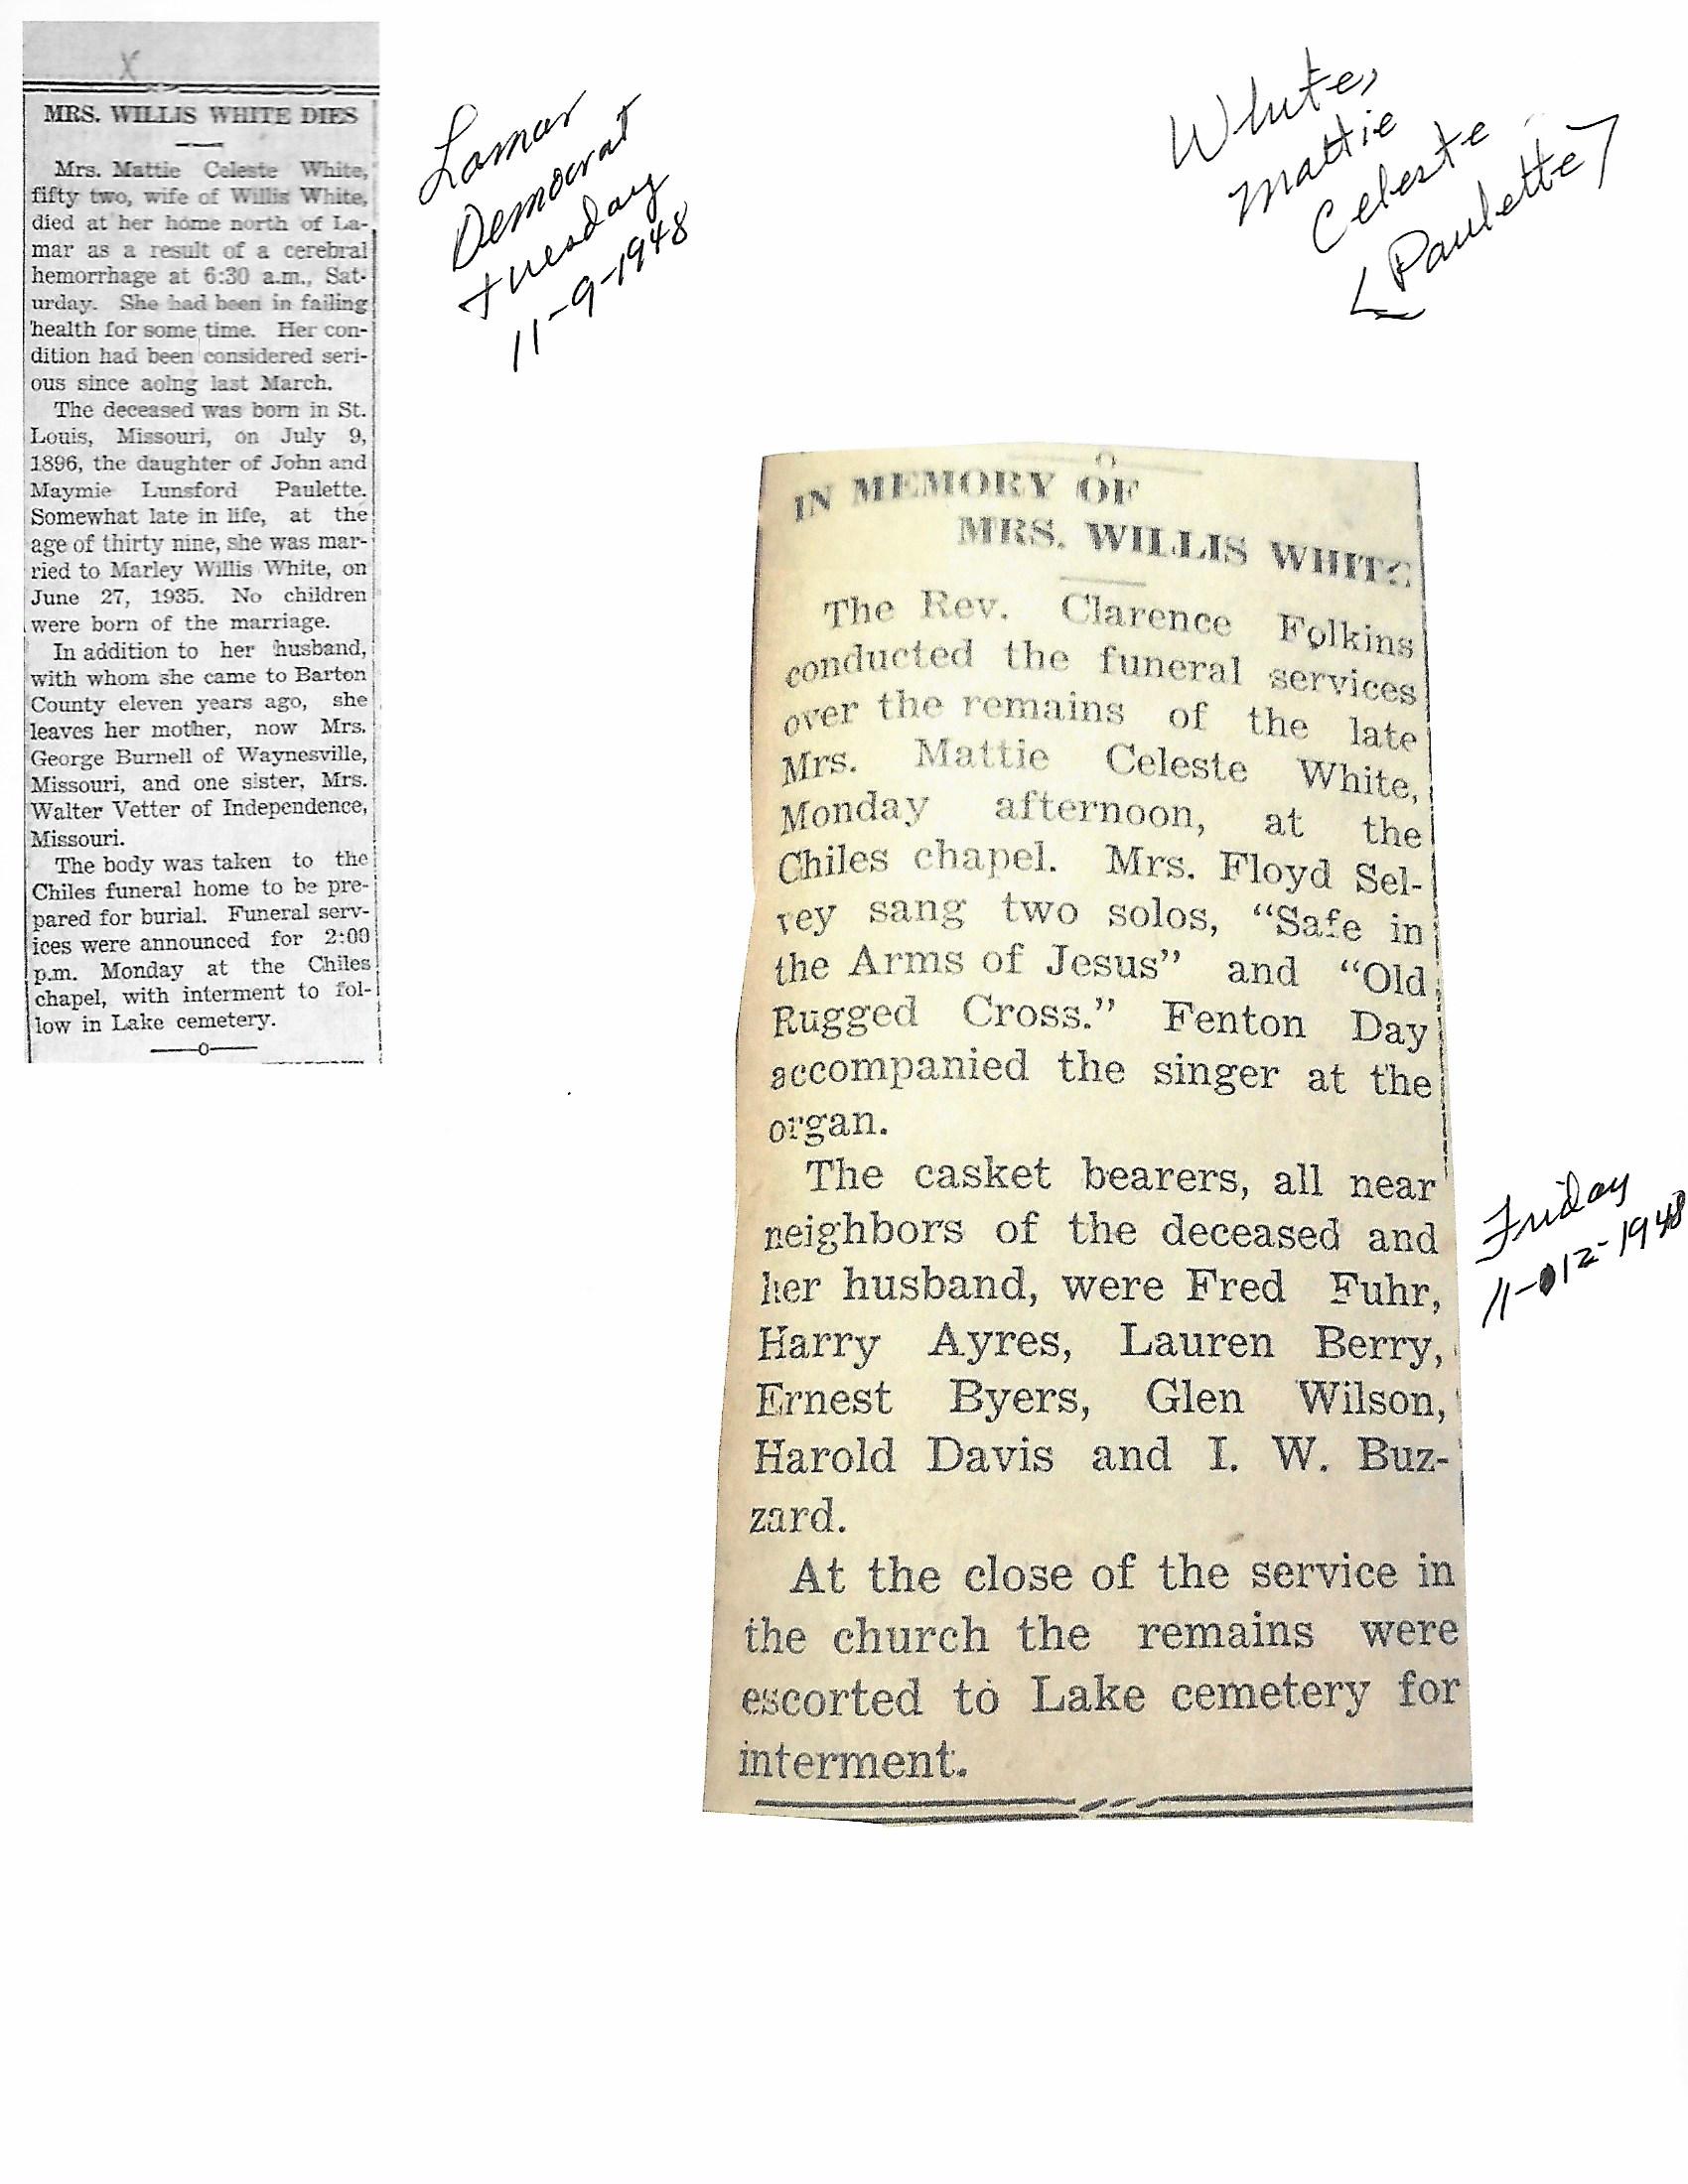 X
MRS. WILLIS WHITE DIES
Mrs. Mattie Celeste White,
fifty two, wife of Willis White,
died at her home north of La-
mar as a result of a cerebral
hemorrhage at 6:30 a.m., Sat-
urday. She had been in failing
health for some time. Her con-
dition had been considered seri-
ous since aolng last March.
The deceased was born in St.
Louis, Missouri, on July 9,
1896, the daughter of John and
Maymie Lunsford Paulette.
Somewhat late in life, at the
age of thirty nine, she was mar-
ried to Marley Willis White, on
June 27, 1935. No children
were born of the marriage.
In addition to her husband,
with whom she came to Barton
County eleven years ago, she
leaves her mother, now Mrs.
George Burnell of Waynesville,
Missouri, and one sister, Mrs.
Walter Vetter of Independence,
Missouri.
The body was taken to the
Chiles funeral home to be pre-
pared for burial. Funeral serv-
ices were announced for 2:00
p.m. Monday at the Chiles
chapel, with interment to fol-
low in Lake cemetery.
Lamar
Democrat
Tuesday
11-9-1948
White,
Mattie
Celeste
<Paulette>
IN MEMORY OF
MRS. WILLIS WHITE
The Rev. Clarence Folkins
conducted the funeral services
over the remains of the late
Mrs. Mattie Celeste White,
Monday afternoon, at the
Chiles chapel. Mrs. Floyd Sel-
vey sang two solos, "Safe in
the Arms of Jesus" and "Old
Rugged Cross." Fenton Day
accompanied the singer at the
organ.
The casket bearers, all near
neighbors of the deceased and
her husband, were Fred Fuhr,
Harry Ayres, Lauren Berry,
Ernest Byers, Glen Wilson,
Harold Davis and I. W. Buz-
zard.
At the close of the service in
the church the remains were
escorted to Lake cemetery for
interment.
Friday
11-12-1948